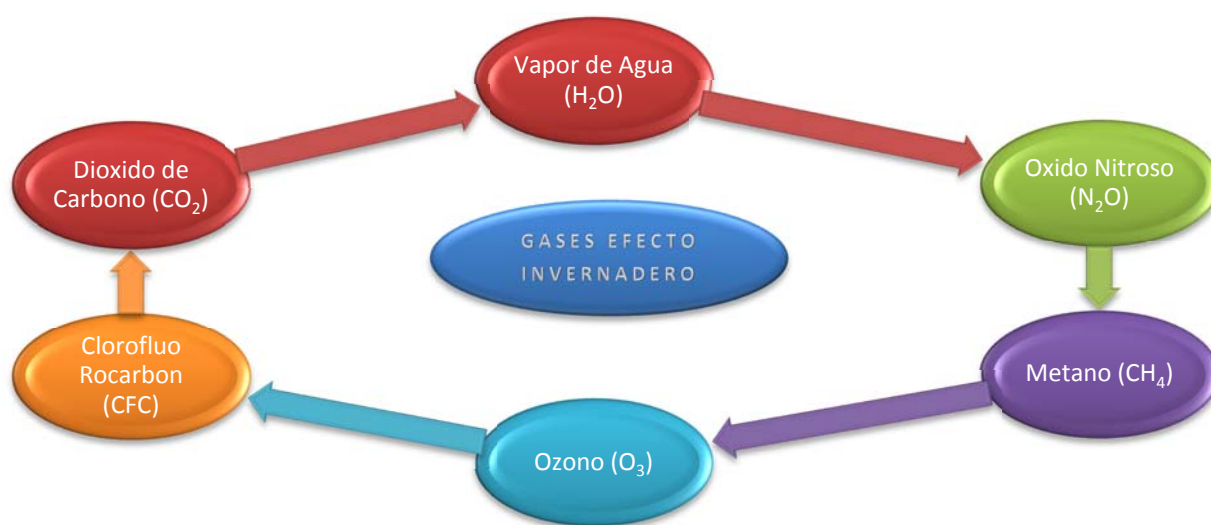 Vapor de Agua
(H₂O)
Oxido Nitroso
(N₂O)
Metano (CH₄)
Ozono (O₃)
Clorofluo
Rocarbon
(CFC)
Dioxido de
Carbono (CO₂)
GASES EFECTO
INVERNADERO